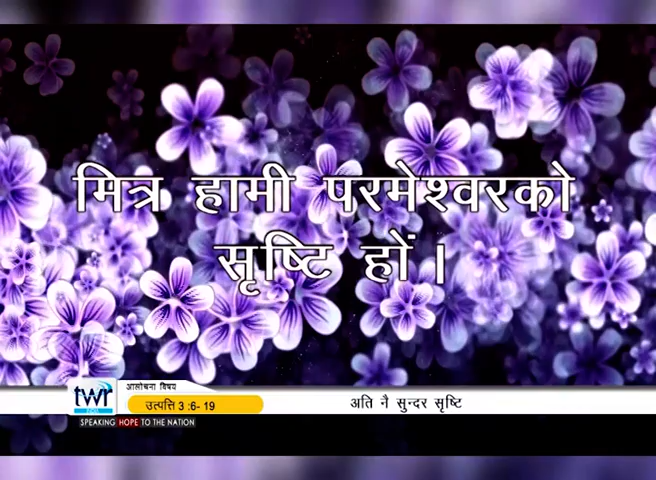 मित्र हामी परमेश्वरको
सृष्टि हों ।
twr
आलोचना विषय
उत्पत्ति 3 :6- 19
अति नै सुन्दर सृष्टि
SPEAKING HOPE TO THE NATION